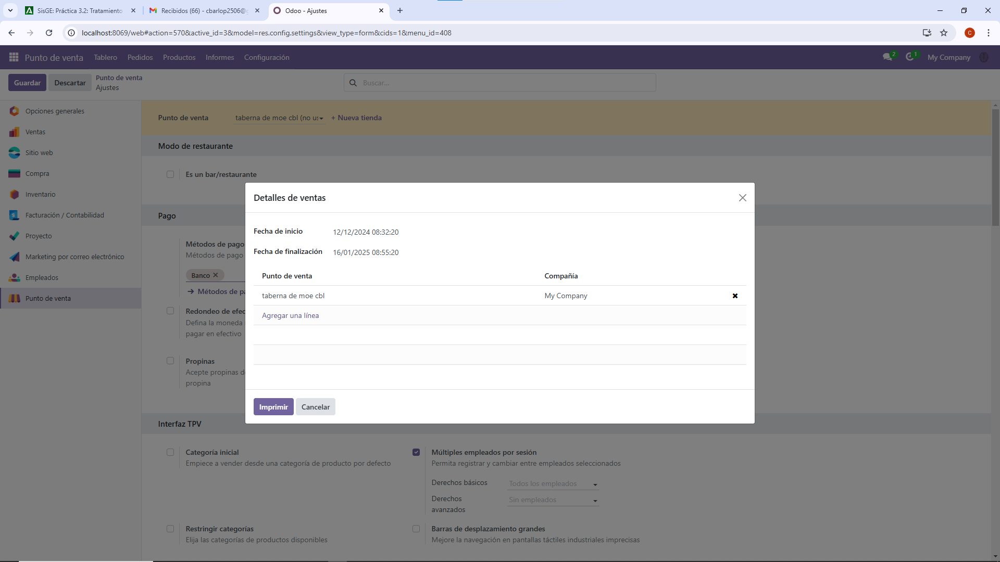 SisGE: Práctica 3.2: Tratamiento
Recibidos (66) - cbarlop2506@
Odoo - Ajustes
localhost:8069/web#action=570&active_id=3&model=res.config.settings&view_type=form&cids=1&menu_id=408
C
Punto de venta
Tablero
Pedidos
Productos
Informes
Configuración
2
1
My Company
Guardar
Descartar
Punto de venta
Ajustes
Buscar...
Opciones generales
Ventas
Sitio web
Compra
Inventario
Facturación / Contabilidad
Proyecto
Marketing por correo electrónico
Empleados
Punto de venta
Punto de venta
taberna de moe cbl (no us
+ Nueva tienda
Modo de restaurante
Es un bar/restaurante
Pago
Métodos de pago
Métodos de pago
Banco
Métodos de pa
Redondeo de efec
Defina la moneda
pagar en efectivo
Propinas
Acepte propinas d
propina
Detalles de ventas
Fecha de inicio
12/12/2024 08:32:20
Fecha de finalización
16/01/2025 08:55:20
Punto de venta
Compañía
taberna de moe cbl
My Company
Agregar una línea
Imprimir
Cancelar
Interfaz TPV
Categoría inicial
Empiece a vender desde una categoría de producto por defecto
Múltiples empleados por sesión
Permita registrar y cambiar entre empleados seleccionados
Derechos básicos
Todos los empleados
Derechos
avanzados
Sin empleados
Restringir categorías
Elija las categorías de productos disponibles
Barras de desplazamiento grandes
Mejore la navegación en pantallas táctiles industriales imprecisas